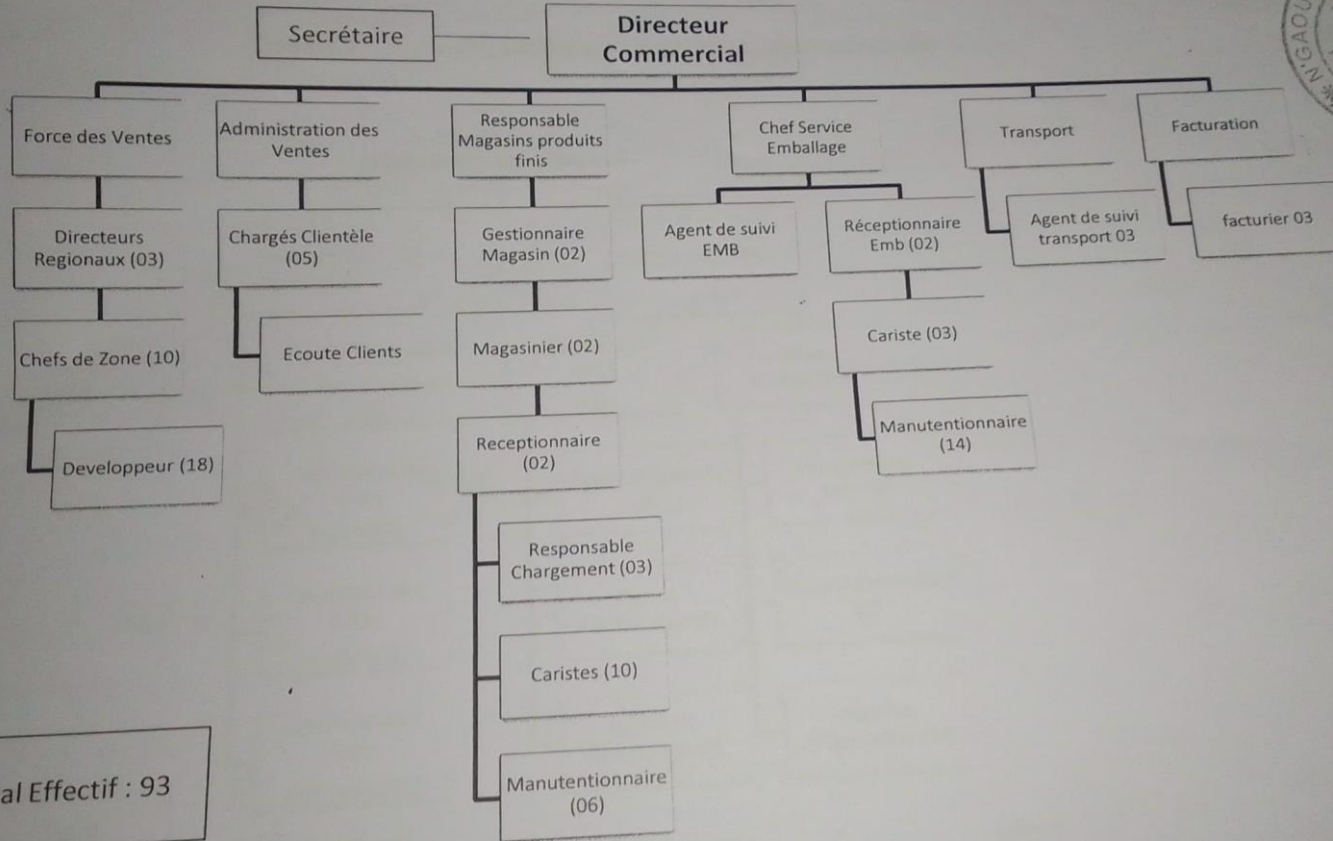 Secrétaire
Directeur
Commercial
N'GAOU
Force des Ventes
Administration des
Ventes
Responsable
Magasins produits
finis
Chef Service
Emballage
Transport
Facturation
Directeurs
Regionaux (03)
Chargés Clientèle
(05)
Gestionnaire
Magasin (02)
Agent de suivi
EMB
Réceptionnaire
Emb (02)
Agent de suivi
transport 03
facturier 03
Chefs de Zone (10)
Ecoute Clients
Magasinier (02)
Cariste (03)
Developpeur (18)
Receptionnaire
(02)
Manutentionnaire
(14)
Responsable
Chargement (03)
Caristes (10)
Manutentionnaire
(06)
al Effectif : 93